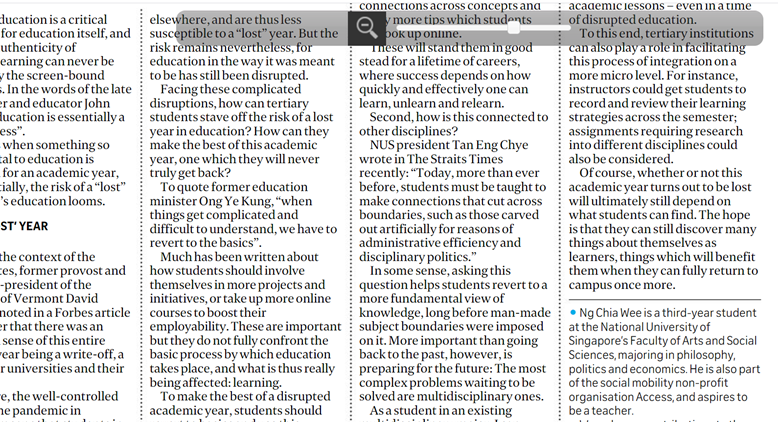 ducation is a critical
for education itself, and
uthenticity of
earning can never be
y the screen-bound
s. In the words of the late
er and educator John
ducation is essentially a
ess”.
when something so
tal to education is
for an academic year,
tially, the risk of a “lost”
’s education looms.
ST’ YEAR
the context of the
tes, former provost and
-president of the
of Vermont David
noted in a Forbes article
er that there was an
sense of this entire
year being a write-off, a
r universities and their
re, the well-controlled
ne pandemic in
elsewhere, and are thus less
susceptible to a “lost” year. But the
risk remains nevertheless, for
education in the way it was meant
to be has still been disrupted.
Facing these complicated
disruptions, how can tertiary
students stave off the risk of a lost
year in education? How can they
make the best of this academic
year, one which they will never
truly get back?
To quote former education
minister Ong Ye Kung, “when
things get complicated and
difficult to understand, we have to
revert to the basics”.
Much has been written about
how students should involve
themselves in more projects and
initiatives, or take up more online
courses to boost their
employability. These are important
but they do not fully confront the
basic process by which education
takes place, and what is thus really
being affected: learning.
To make the best of a disrupted
academic year, students should
connections across concepts and
more tips which students
look up online.
These will stand them in good
stead for a lifetime of careers,
where success depends on how
quickly and effectively one can
learn, unlearn and relearn.
Second, how is this connected to
other disciplines?
NUS president Tan Eng Chye
wrote in The Straits Times
recently: “Today, more than ever
before, students must be taught to
make connections that cut across
boundaries, such as those carved
out artificially for reasons of
administrative efficiency and
disciplinary politics.”
In some sense, asking this
question helps students revert to a
more fundamental view of
knowledge, long before man-made
subject boundaries were imposed
on it. More important than going
back to the past, however, is
preparing for the future: The most
complex problems waiting to be
solved are multidisciplinary ones.
As a student in an existing
academic lessons – even in a time
of disrupted education.
To this end, tertiary institutions
can also play a role in facilitating
this process of integration on a
more micro level. For instance,
instructors could get students to
record and review their learning
strategies across the semester;
assignments requiring research
into different disciplines could
also be considered.
Of course, whether or not this
academic year turns out to be lost
will ultimately still depend on
what students can find. The hope
is that they can still discover many
things about themselves as
learners, things which will benefit
them when they can fully return to
campus once more.
• Ng Chia Wee is a third-year student
at the National University of
Singapore’s Faculty of Arts and Social
Sciences, majoring in philosophy,
politics and economics. He is also part
of the social mobility non-profit
organisation Access, and aspires to
be a teacher.